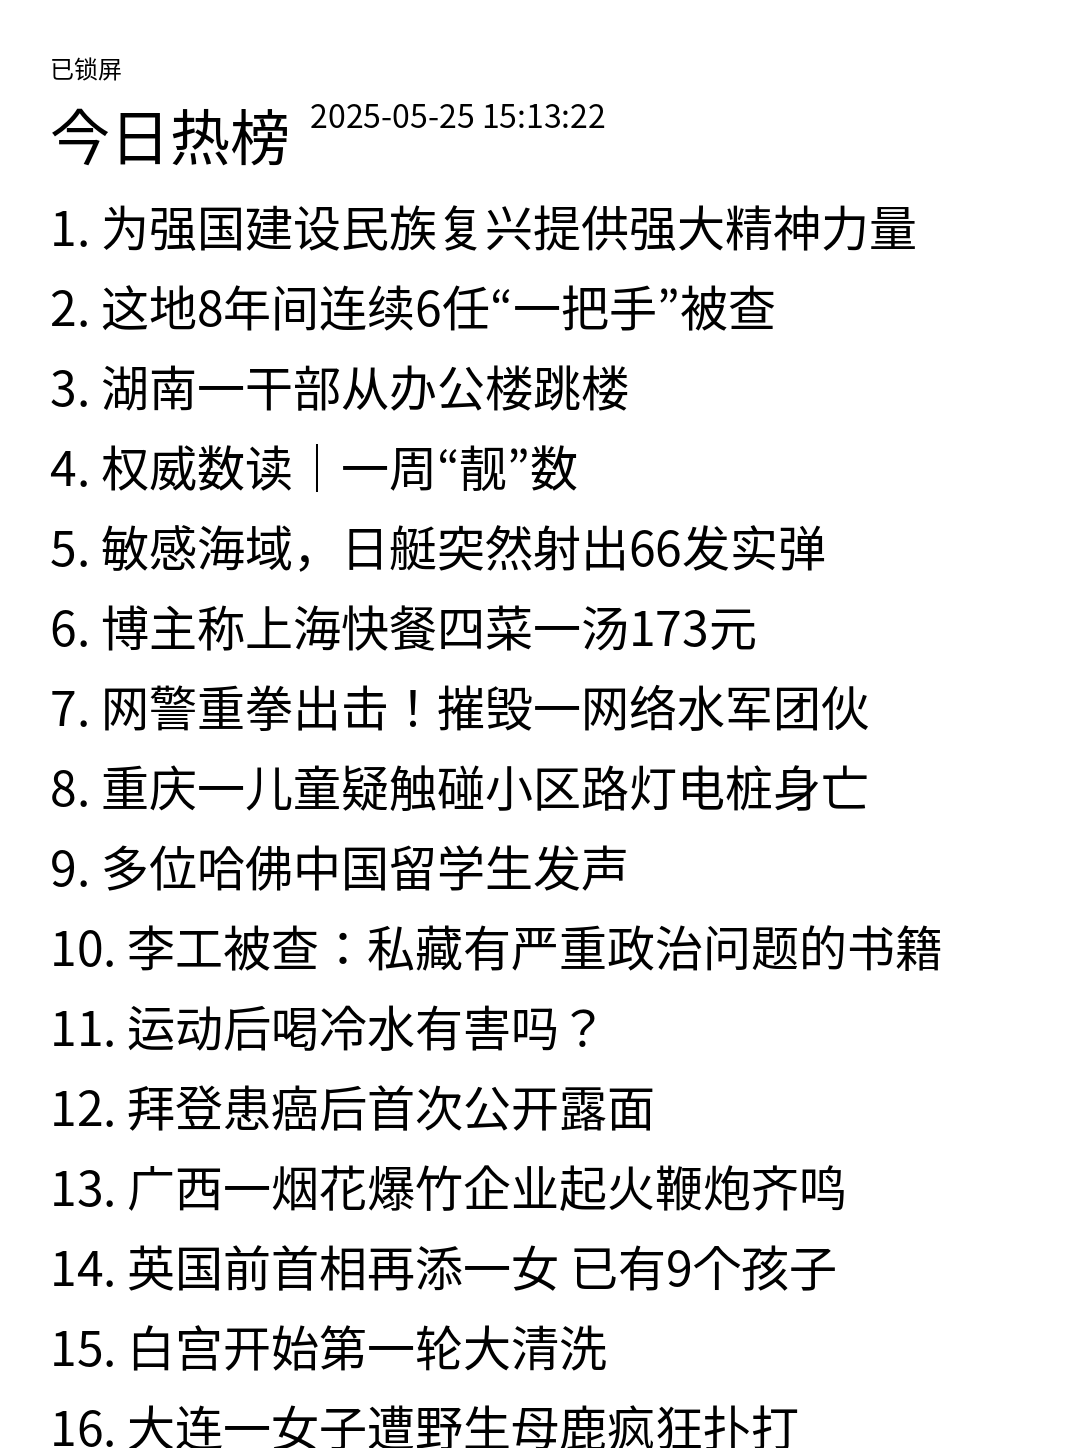 已锁屏
今日热榜 2025-05-25 15:13:22
1. 为强国建设民族复兴提供强大精神力量
2. 这地8年间连续6任“一把手”被查
3. 湖南一干部从办公楼跳楼
4. 权威数读｜一周“靓”数
5. 敏感海域，日艇突然射出66发实弹
6. 博主称上海快餐四菜一汤173元
7. 网警重拳出击！摧毁一网络水军团伙
8. 重庆一儿童疑触碰小区路灯电桩身亡
9. 多位哈佛中国留学生发声
10. 李工被查：私藏有严重政治问题的书籍
11. 运动后喝冷水有害吗？
12. 拜登患癌后首次公开露面
13. 广西一烟花爆竹企业起火鞭炮齐鸣
14. 英国前首相再添一女 已有9个孩子
15. 白宫开始第一轮大清洗
16. 大连一女子遭野生母鹿疯狂扑打